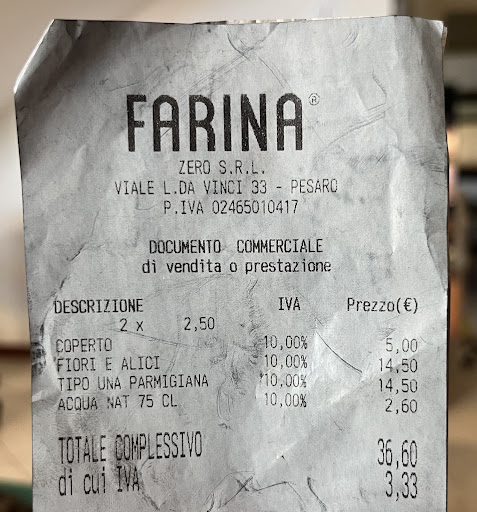 FARINA®
ZERO S.R.L.
VIALE L.DA VINCI 33 - PESARO
P.IVA 02465010417
DOCUMENTO COMMERCIALE
di vendita o prestazione
DESCRIZIONE IVA Prezzo(€)
2 x 2,50
COPERTO 10,00% 5,00
FIORI E ALICI 10,00% 14,50
TIPO UNA PARMIGIANA 10,00% 14,50
ACQUA NAT 75 CL 10,00% 2,60
TOTALE COMPLESSIVO 36,60
di cui IVA 3,33